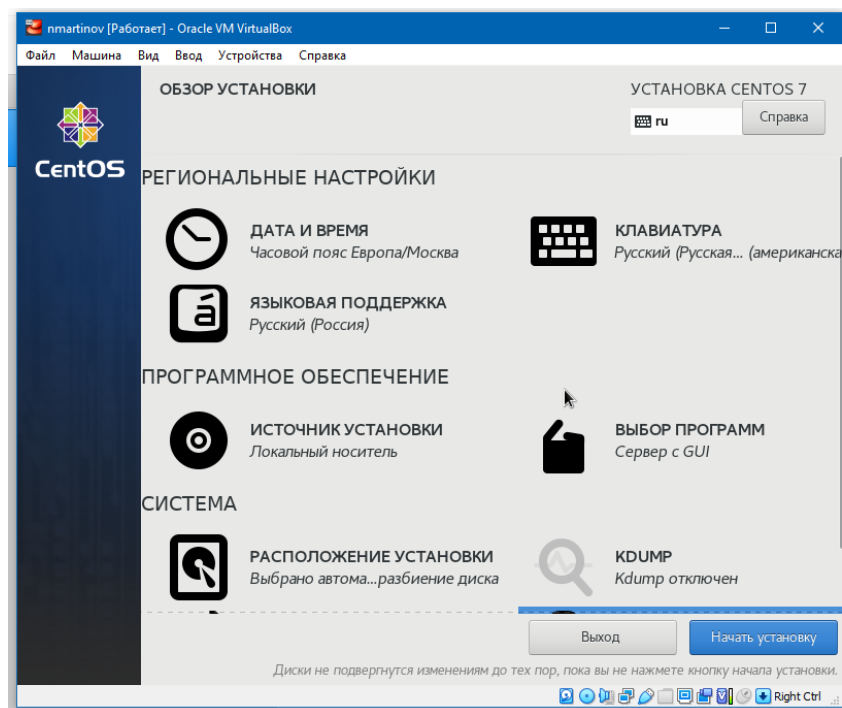 nmartinov [Работает] - Oracle VM VirtualBox
Файл Машина Вид Ввод Устройства Справка
CentOS
ОБЗОР УСТАНОВКИ
УСТАНОВКА CENTOS 7
ru
Справка
РЕГИОНАЛЬНЫЕ НАСТРОЙКИ
ДАТА И ВРЕМЯ
Часовой пояс Европа/Москва
КЛАВИАТУРА
Русский (Русская... (американска
ЯЗЫКОВАЯ ПОДДЕРЖКА
Русский (Россия)
ПРОГРАММНОЕ ОБЕСПЕЧЕНИЕ
ИСТОЧНИК УСТАНОВКИ
Локальный носитель
ВЫБОР ПРОГРАММ
Сервер с GUI
СИСТЕМА
РАСПОЛОЖЕНИЕ УСТАНОВКИ
Выбрано автома...разбиение диска
KDUMP
Kdump отключен
Выход
Начать установку
Диски не подвергнутся изменениям до тех пор, пока вы не нажмете кнопку начала установки.
Right Ctrl